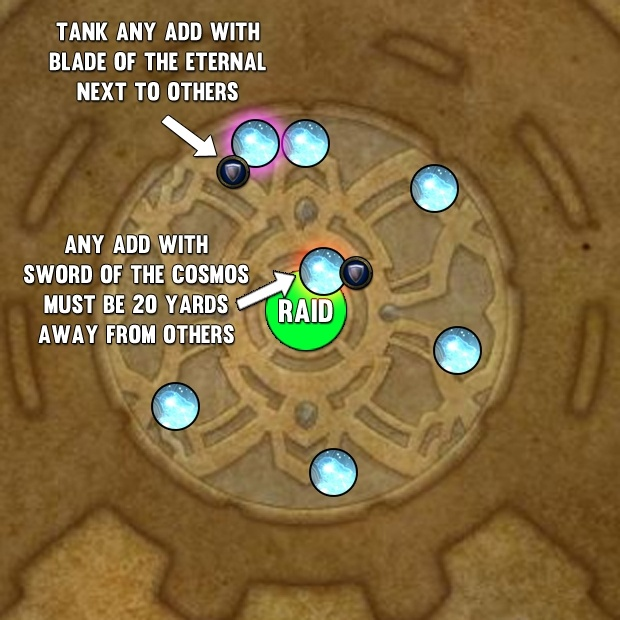 TANK ANY ADD WITH
BLADE OF THE ETERNAL
NEXT TO OTHERS
ANY ADD WITH
SWORD OF THE COSMOS
MUST BE 20 YARDS
AWAY FROM OTHERS
RAID